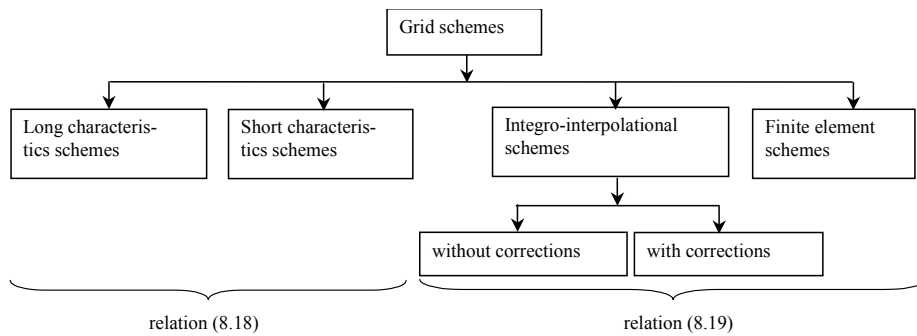 Grid schemes
Long characteris-
tics schemes
Short characteris-
tics schemes
Integro-interpolational
schemes
Finite element
schemes
without corrections
with corrections
relation (8.18)
relation (8.19)